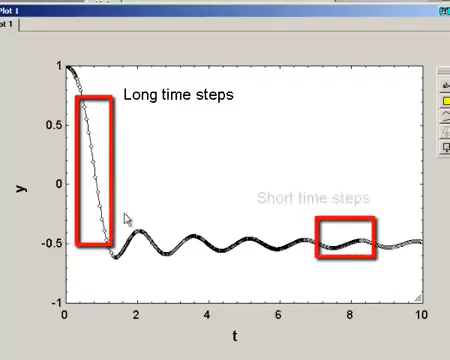 Plot 1
ot 1
Long time steps
Short time steps
y
1
0.5
0
-0.5
-1
0 2 4 6 8 10
t